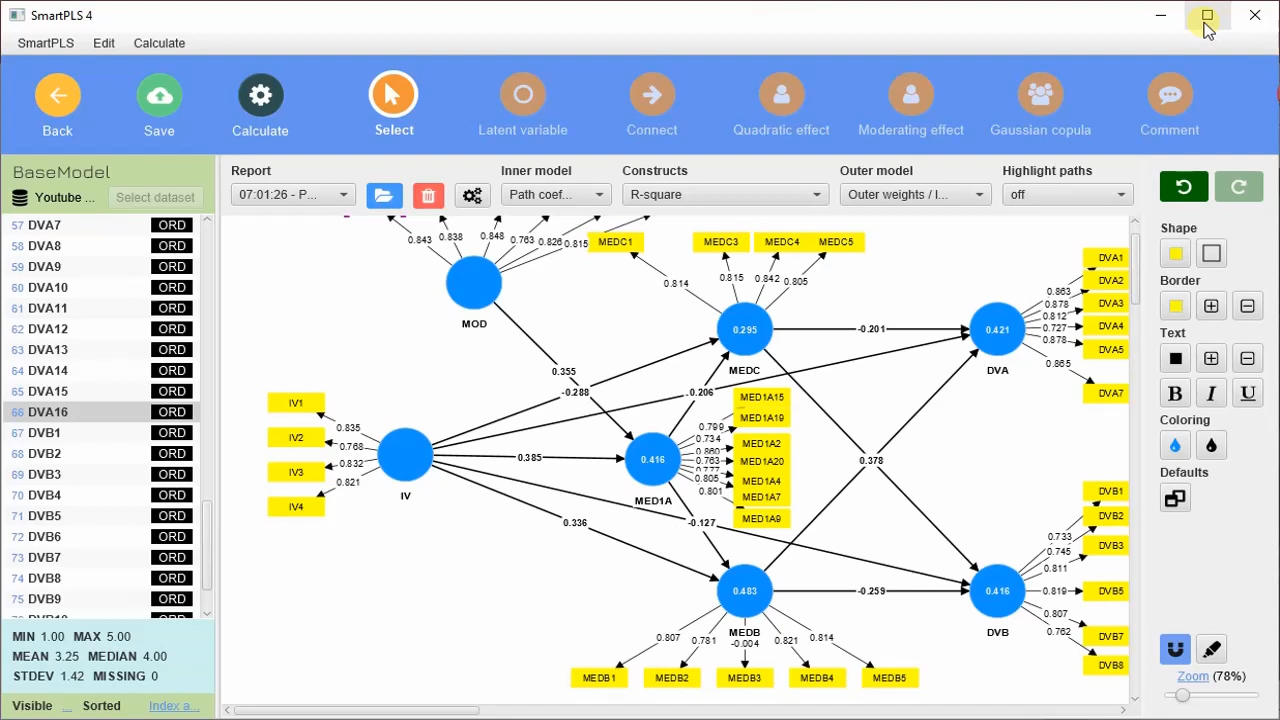 SmartPLS 4
SmartPLS Edit Calculate
Back Save Calculate Select Latent variable Connect Quadratic effect Moderating effect Gaussian copula Comment
BaseModel
Youtube ... Select dataset
57 DVA7 ORD
58 DVA8 ORD
59 DVA9 ORD
60 DVA10 ORD
61 DVA11 ORD
62 DVA12 ORD
63 DVA13 ORD
64 DVA14 ORD
65 DVA15 ORD
66 DVA16 ORD
67 DVB1 ORD
68 DVB2 ORD
69 DVB3 ORD
70 DVB4 ORD
71 DVB5 ORD
72 DVB6 ORD
73 DVB7 ORD
74 DVB8 ORD
75 DVB9 ORD
MIN 1.00 MAX 5.00
MEAN 3.25 MEDIAN 4.00
STDEV 1.42 MISSING 0
Visible ... Sorted Index a...
Report Inner model Constructs Outer model Highlight paths
07:01:26 - P... Path coef... R-square Outer weights / l... off
0.843 0.838 0.848 0.763 0.826 0.815
MOD
MEDC1 MEDC3 MEDC4 MEDC5
0.814 0.815 0.842 0.805
0.295
MEDC
-0.201
0.421
DVA
DVA1
DVA2
DVA3
DVA4
DVA5
DVA7
0.863
0.878
0.812
0.727
0.878
0.865
0.355
-0.288
0.206
IV1
IV2
IV3
IV4
0.835
0.768
0.832
0.821
IV
0.385
0.416
MED1A
0.799
0.734
0.860
0.763
0.777
0.805
0.801
MED1A15
MED1A19
MED1A2
MED1A20
MED1A4
MED1A7
MED1A9
0.378
0.336
-0.127
0.483
MEDB
-0.004
-0.259
0.416
DVB
DVB1
DVB2
DVB3
DVB5
DVB7
DVB8
0.733
0.745
0.811
0.819
0.807
0.762
0.807 0.781 0.821 0.814
MEDB1 MEDB2 MEDB3 MEDB4 MEDB5
Shape
Border
Text
B I U
Coloring
Defaults
Zoom (78%)